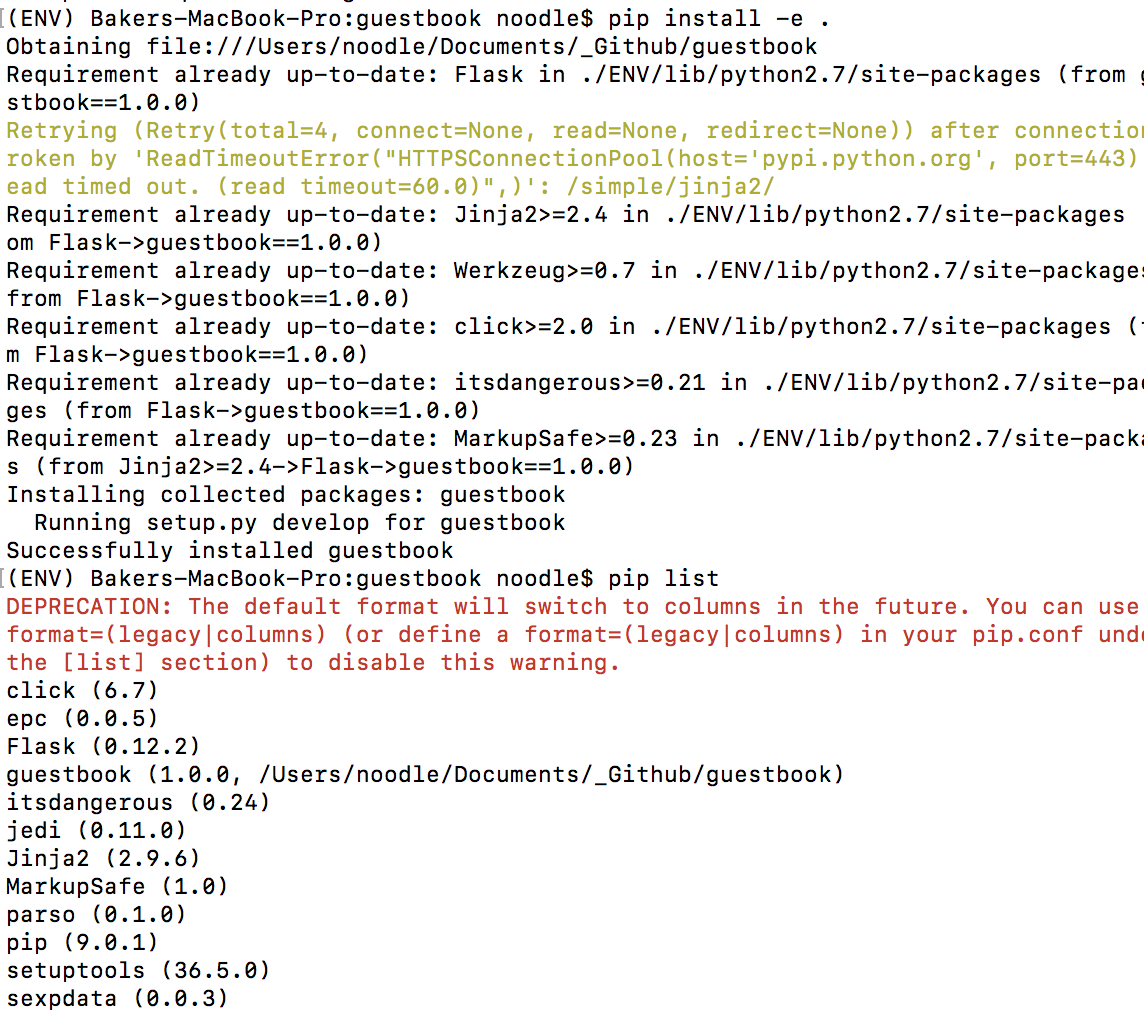 [(ENV) Bakers-MacBook-Pro:guestbook noodle$ pip install -e .
Obtaining file:///Users/noodle/Documents/_Github/guestbook
Requirement already up-to-date: Flask in ./ENV/lib/python2.7/site-packages (from
stbook==1.0.0)
Retrying (Retry(total=4, connect=None, read=None, redirect=None)) after connection
roken by 'ReadTimeoutError("HTTPSConnectionPool(host='pypi.python.org', port=443)
ead timed out. (read timeout=60.0)",)': /simple/jinja2/
Requirement already up-to-date: Jinja2>=2.4 in ./ENV/lib/python2.7/site-packages
om Flask->guestbook==1.0.0)
Requirement already up-to-date: Werkzeug>=0.7 in ./ENV/lib/python2.7/site-packages
from Flask->guestbook==1.0.0)
Requirement already up-to-date: click>=2.0 in ./ENV/lib/python2.7/site-packages (
m Flask->guestbook==1.0.0)
Requirement already up-to-date: itsdangerous>=0.21 in ./ENV/lib/python2.7/site-pac
ges (from Flask->guestbook==1.0.0)
Requirement already up-to-date: MarkupSafe>=0.23 in ./ENV/lib/python2.7/site-packa
s (from Jinja2>=2.4->Flask->guestbook==1.0.0)
Installing collected packages: guestbook
  Running setup.py develop for guestbook
Successfully installed guestbook
[(ENV) Bakers-MacBook-Pro:guestbook noodle$ pip list
DEPRECATION: The default format will switch to columns in the future. You can use
format=(legacy|columns) (or define a format=(legacy|columns) in your pip.conf unde
the [list] section) to disable this warning.
click (6.7)
epc (0.0.5)
Flask (0.12.2)
guestbook (1.0.0, /Users/noodle/Documents/_Github/guestbook)
itsdangerous (0.24)
jedi (0.11.0)
Jinja2 (2.9.6)
MarkupSafe (1.0)
parso (0.1.0)
pip (9.0.1)
setuptools (36.5.0)
sexpdata (0.0.3)